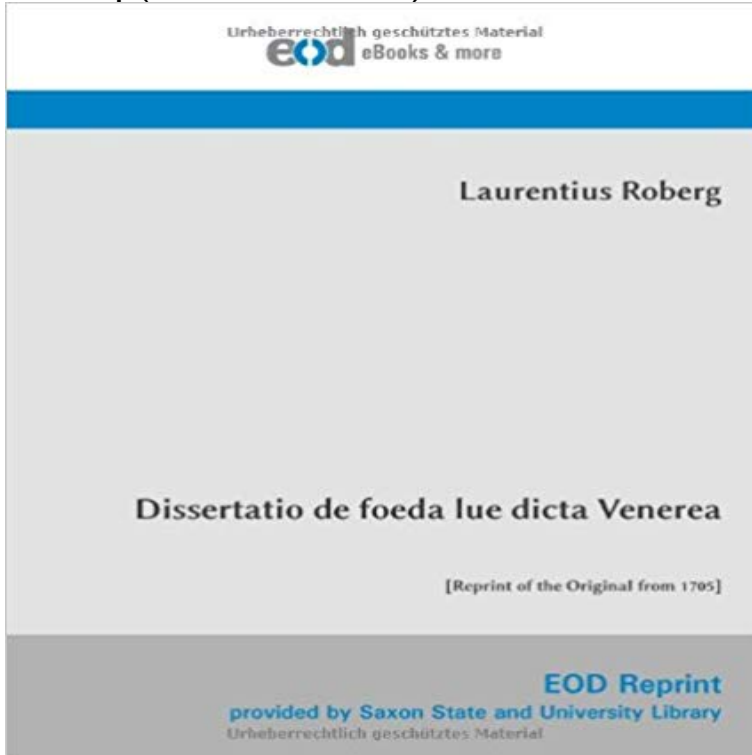 Urheberrechtlich geschütztes Material
eod eBooks & more
Laurentius Roberg
Dissertatio de foeda lue dicta Venerea
[Reprint of the Original from 1705]
EOD Reprint
provided by Saxon State and University Library
Urheberrechtlich geschütztes Material